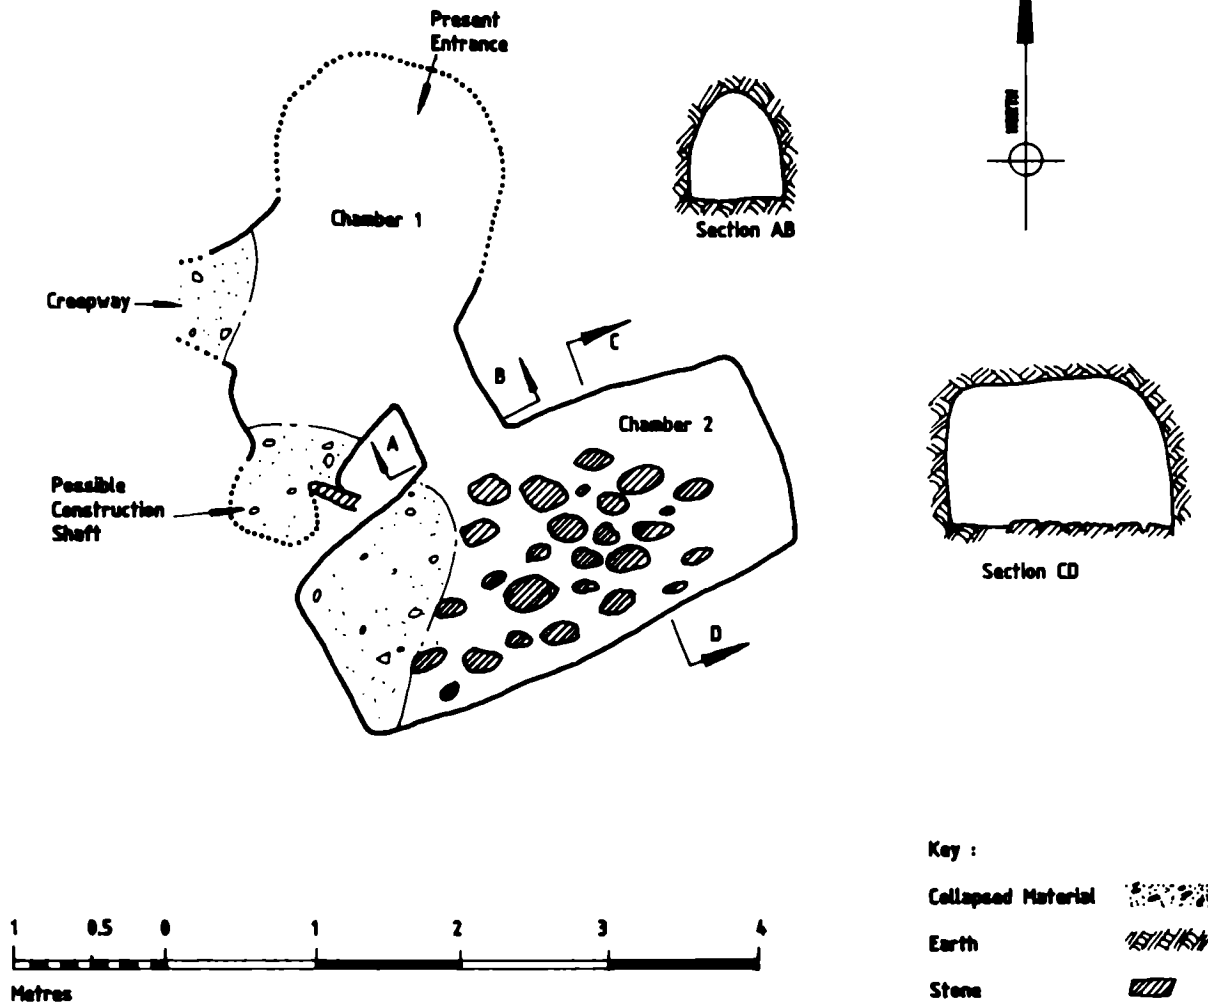 Present
Entrance
NORTH
Chamber 1
Section AB
Creepway
C
B
Chamber 2
A
Possible
Construction
Shaft
Section CD
D
Key :
Collapsed Material
1 0.5 0 1 2 3 4
Earth
Metres
Stone